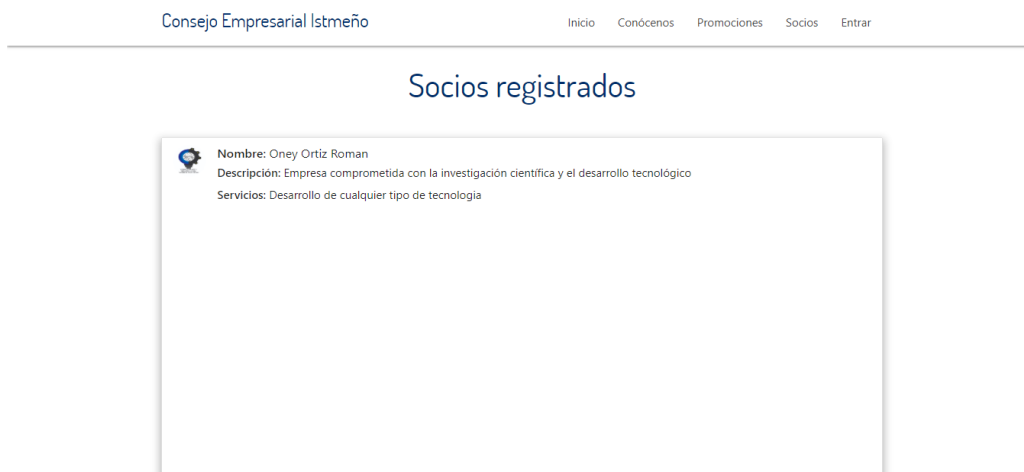 Consejo Empresarial Istmeño
Inicio Conócenos Promociones Socios Entrar
Socios registrados
Nombre: Oney Ortiz Roman
Descripción: Empresa comprometida con la investigación científica y el desarrollo tecnológico
Servicios: Desarrollo de cualquier tipo de tecnologia